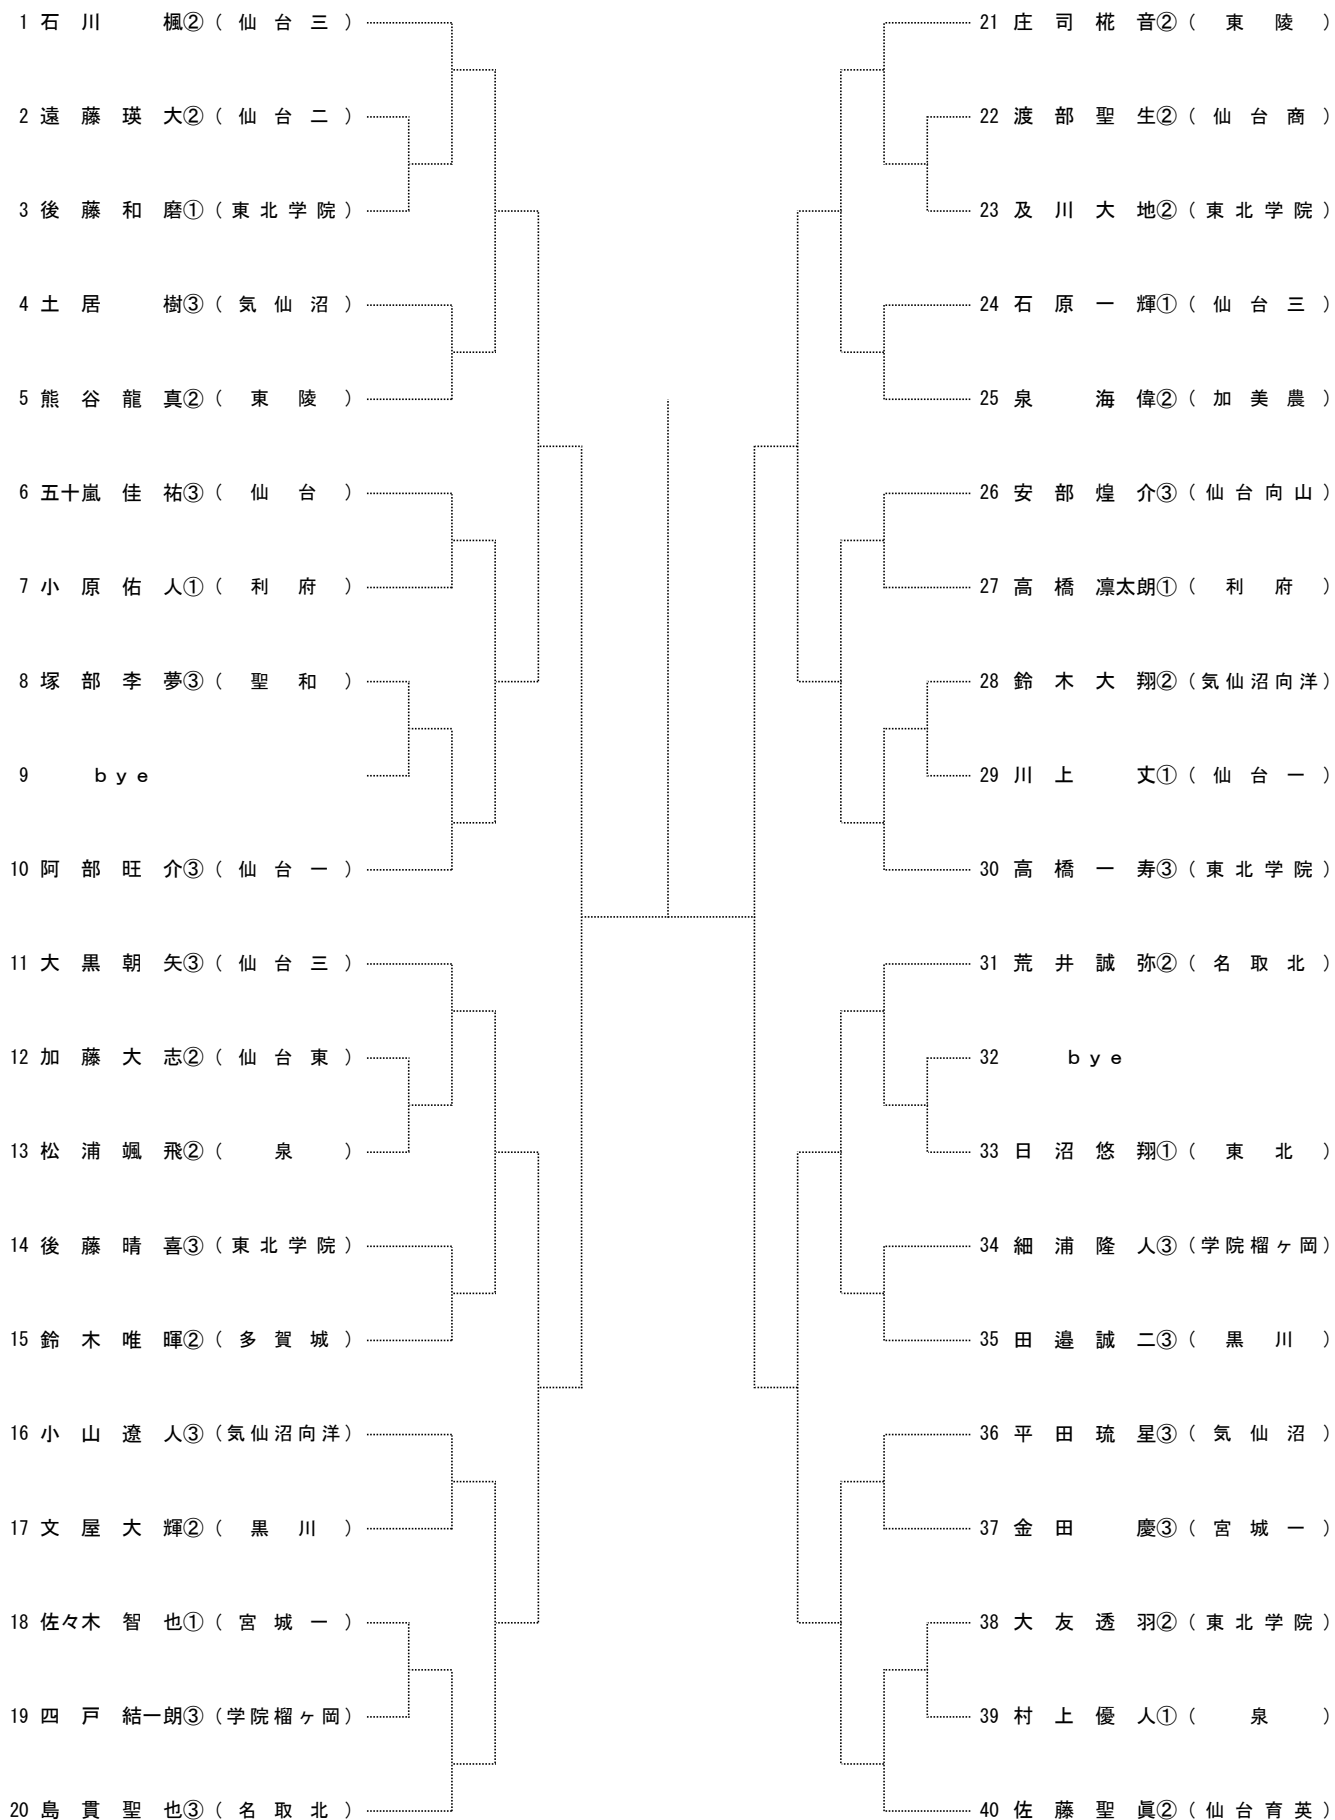 1 石川 楓②(仙台三)
2 遠藤瑛大②(仙台二)
3 後藤和磨①(東北学院)
4 土居 樹③(気仙沼)
5 熊谷龍真②(東陵)
6 五十嵐佳祐③(仙台)
7 小原佑人①(利府)
8 塚部李夢③(聖和)
9 bye
10 阿部旺介③(仙台一)
11 大黒朝矢③(仙台三)
12 加藤大志②(仙台東)
13 松浦颯飛②(泉)
14 後藤晴喜③(東北学院)
15 鈴木唯暉②(多賀城)
16 小山遼人③(気仙沼向洋)
17 文屋大輝②(黒川)
18 佐々木智也①(宮城一)
19 四戸結一朗③(学院榴ヶ岡)
20 島貫聖也③(名取北)
21 庄司椛音②(東陵)
22 渡部聖生②(仙台商)
23 及川大地②(東北学院)
24 石原一輝①(仙台三)
25 泉 海偉②(加美農)
26 安部煌介③(仙台向山)
27 高橋凛太朗①(利府)
28 鈴木大翔②(気仙沼向洋)
29 川上 丈①(仙台一)
30 高橋一寿③(東北学院)
31 荒井誠弥②(名取北)
32 bye
33 日沼悠翔①(東北)
34 細浦隆人③(学院榴ヶ岡)
35 田邉誠二③(黒川)
36 平田琉星③(気仙沼)
37 金田 慶③(宮城一)
38 大友透羽②(東北学院)
39 村上優人①(泉)
40 佐藤聖眞②(仙台育英)